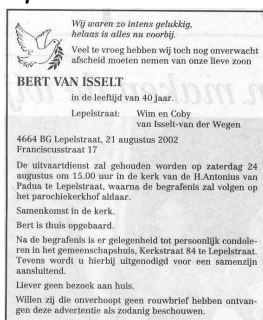 Wij waren zo intens gelukkig,
helaas is alles nu voorbij.
Veel te vroeg hebben wij toch nog onverwacht
afscheid moeten nemen van onze lieve zoon
BERT VAN ISSELT
in de leeftijd van 40 jaar.
Lepelstraat: Wim en Coby
van Isselt-van der Wegen
4664 BG Lepelstraat, 21 augustus 2002
Franciscusstraat 17
De uitvaartdienst zal gehouden worden op zaterdag 24
augustus om 15.00 uur in de kerk van de H.Antonius van
Padua te Lepelstraat, waarna de begrafenis zal volgen op
het parochiekerkhof aldaar.
Samenkomst in de kerk.
Bert is thuis opgebaard.
Na de begrafenis is er gelegenheid tot persoonlijk condole-
ren in het gemeenschapshuis, Kerkstraat 84 te Lepelstraat.
Tevens wordt u hierbij uitgenodigd voor een samenzijn
aansluitend.
Liever geen bezoek aan huis.
Willen zij die onverhoopt geen rouwbrief hebben ontvan-
gen deze advertentie als zodanig beschouwen.